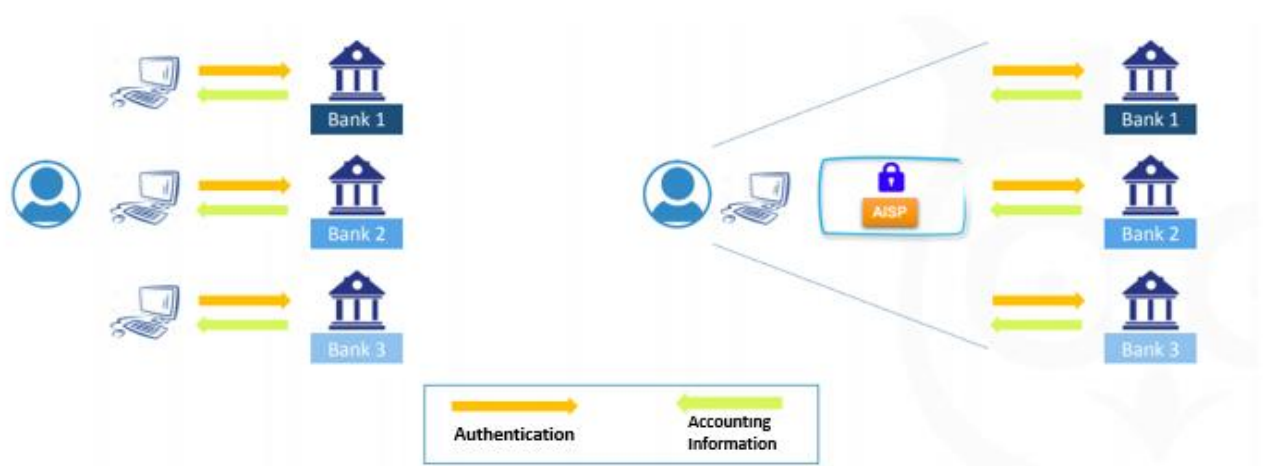 Bank 1
Bank 1
Bank 2
AISP
Bank 2
Bank 3
Bank 3
Authentication
Accounting
Information